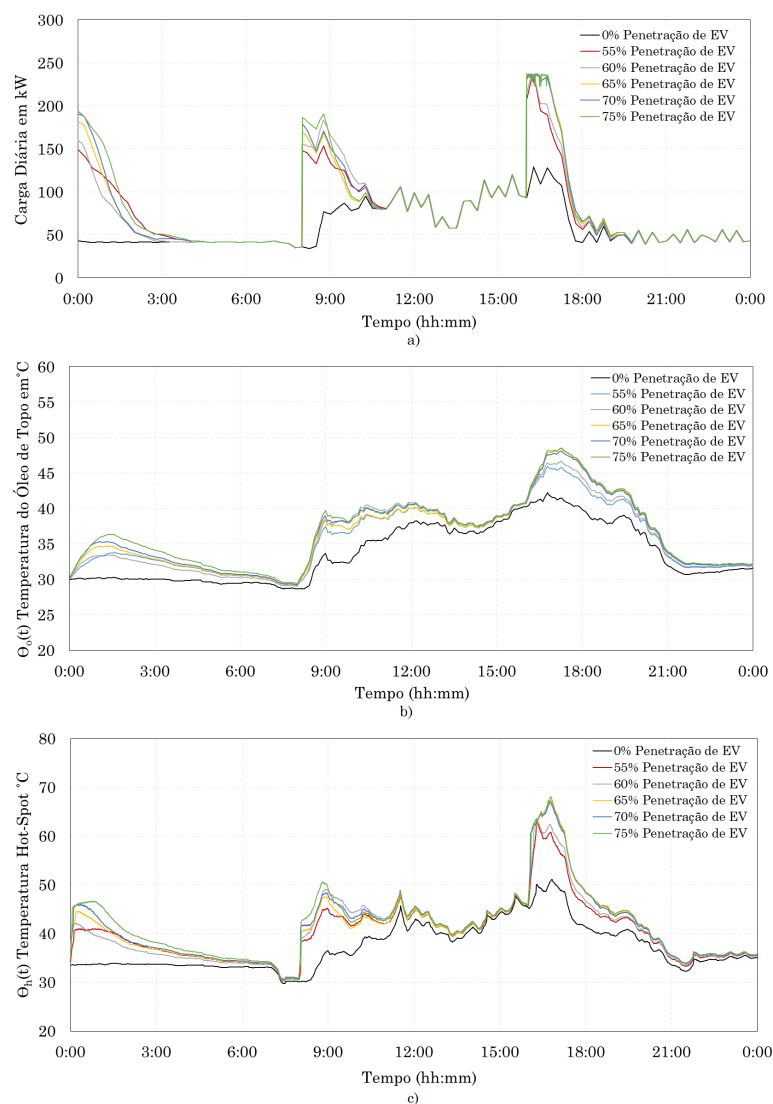 300
250
200
150
100
50
0
Carga Diária em kW
0% Penetração de EV
55% Penetração de EV
60% Penetração de EV
65% Penetração de EV
70% Penetração de EV
75% Penetração de EV
0:00 3:00 6:00 9:00 12:00 15:00 18:00 21:00 0:00
Tempo (hh:mm)
a)
60
55
50
45
40
35
30
25
20
Θo(t) Temperatura do Óleo de Topo em°C
0% Penetração de EV
55% Penetração de EV
60% Penetração de EV
65% Penetração de EV
70% Penetração de EV
75% Penetração de EV
0:00 3:00 6:00 9:00 12:00 15:00 18:00 21:00 0:00
Tempo (hh:mm)
b)
80
70
60
50
40
30
20
Θh(t) Temperatura Hot-Spot °C
0% Penetração de EV
55% Penetração de EV
60% Penetração de EV
65% Penetração de EV
70% Penetração de EV
75% Penetração de EV
0:00 3:00 6:00 9:00 12:00 15:00 18:00 21:00 0:00
Tempo (hh:mm)
c)